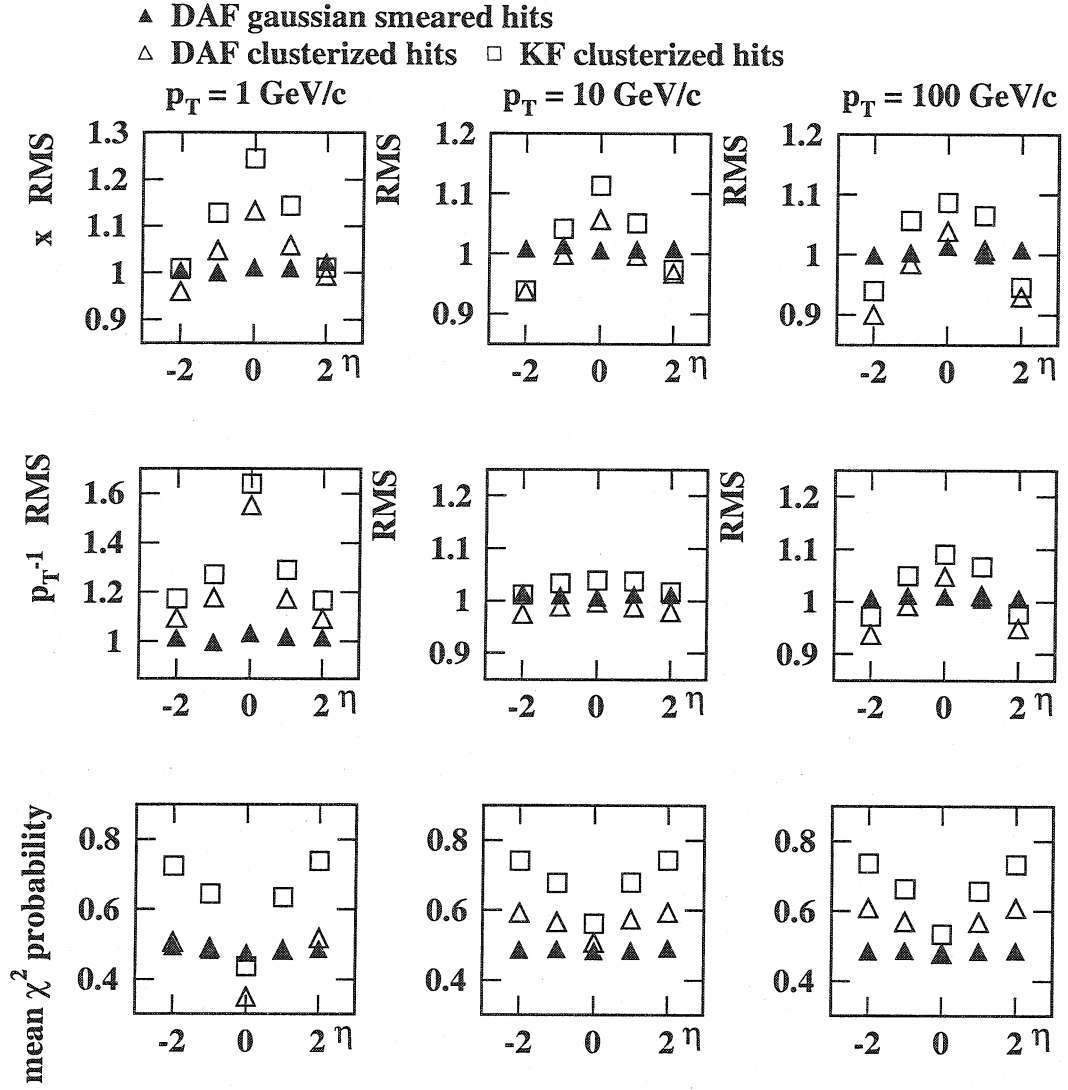 ▲ DAF gaussian smeared hits
△ DAF clusterized hits □ KF clusterized hits
p_T = 1 GeV/c p_T = 10 GeV/c p_T = 100 GeV/c
x RMS
1.3
1.2
1.1
1
0.9
-2 0 2 η
RMS
1.2
1.1
1
0.9
-2 0 2 η
RMS
1.2
1.1
1
0.9
-2 0 2 η
p_T^-1 RMS
1.6
1.4
1.2
1
-2 0 2 η
RMS
1.2
1.1
1
0.9
-2 0 2 η
RMS
1.2
1.1
1
0.9
-2 0 2 η
mean χ² probability
0.8
0.6
0.4
-2 0 2 η
0.8
0.6
0.4
-2 0 2 η
0.8
0.6
0.4
-2 0 2 η